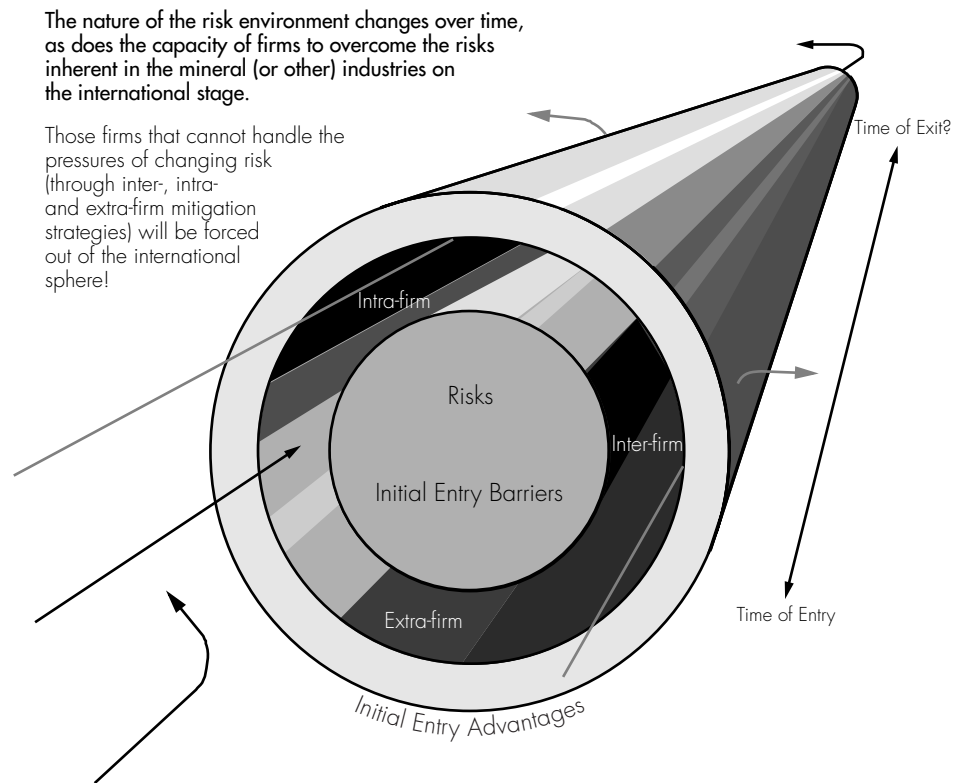 The nature of the risk environment changes over time,
as does the capacity of firms to overcome the risks
inherent in the mineral (or other) industries on
the international stage.
Those firms that cannot handle the
pressures of changing risk
(through inter-, intra-
and extra-firm mitigation
strategies) will be forced
out of the international
sphere!
Time of Exit?
Intra-firm
Risks
Inter-firm
Initial Entry Barriers
Extra-firm
Time of Entry
Initial Entry Advantages